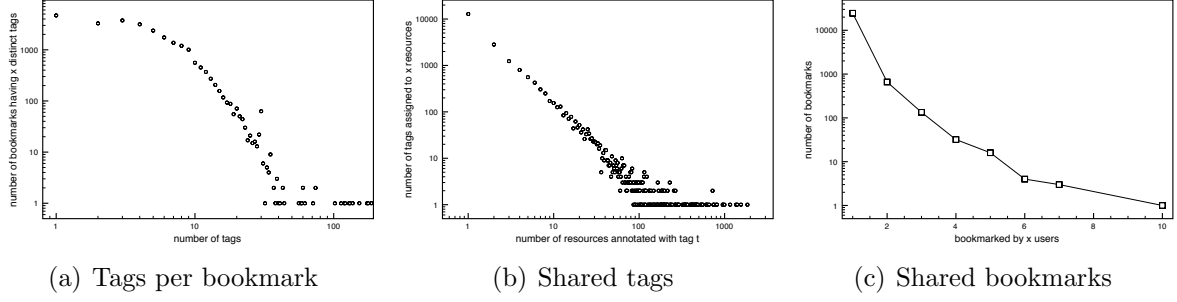 number of bookmarks having x distinct tags
1000
100
10
1
1
10
100
number of tags
number of tags assigned to x resources
10000
1000
100
10
1
1
10
100
1000
number of resources annotated with tag t
number of bookmarks
10000
1000
100
10
1
2
4
6
8
10
bookmarked by x users
(a) Tags per bookmark
(b) Shared tags
(c) Shared bookmarks